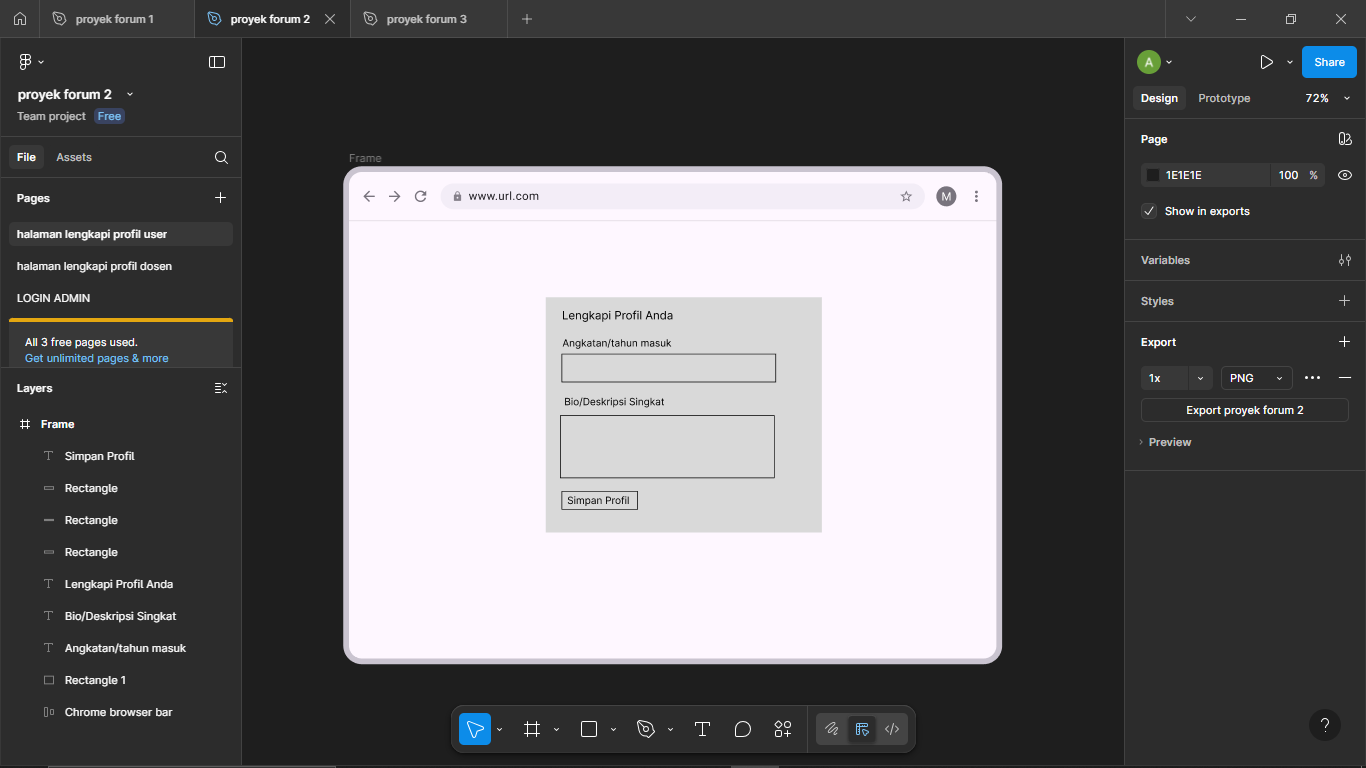 proyek forum 1
proyek forum 2
proyek forum 3
proyek forum 2
Team project Free
File Assets
Pages
halaman lengkapi profil user
halaman lengkapi profil dosen
LOGIN ADMIN
All 3 free pages used.
Get unlimited pages & more
Layers
Frame
Simpan Profil
Rectangle
Rectangle
Rectangle
Lengkapi Profil Anda
Bio/Deskripsi Singkat
Angkatan/tahun masuk
Rectangle 1
Chrome browser bar
Frame
www.url.com
M
Lengkapi Profil Anda
Angkatan/tahun masuk
Bio/Deskripsi Singkat
Simpan Profil
A
Share
Design Prototype 72%
Page
1E1E1E 100 %
Show in exports
Variables
Styles
Export
1x PNG
Export proyek forum 2
Preview
?